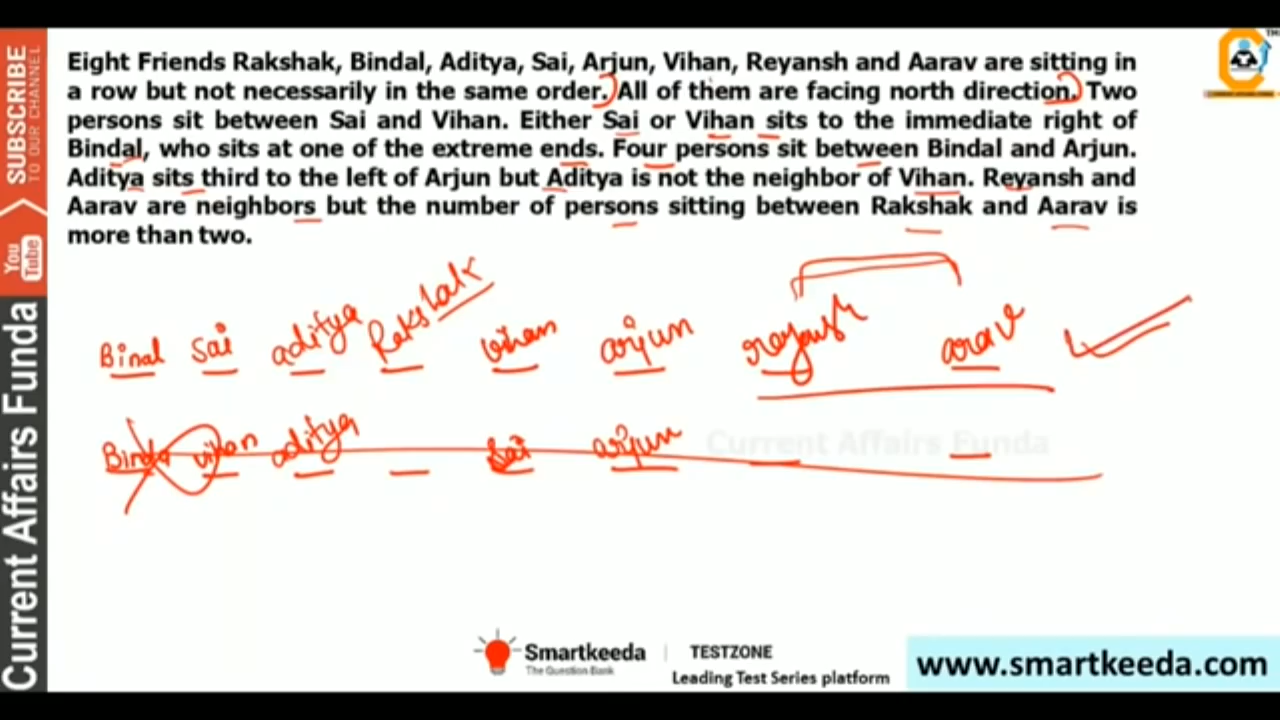 Eight Friends Rakshak, Bindal, Aditya, Sai, Arjun, Vihan, Reyansh and Aarav are sitting in
a row but not necessarily in the same order. All of them are facing north direction. Two
persons sit between Sai and Vihan. Either Sai or Vihan sits to the immediate right of
Bindal, who sits at one of the extreme ends. Four persons sit between Bindal and Arjun.
Aditya sits third to the left of Arjun but Aditya is not the neighbor of Vihan. Reyansh and
Aarav are neighbors but the number of persons sitting between Rakshak and Aarav is
more than two.
Binal Sai aditya Rakshak Vihan arjun reyansh arav
vihan aditya Sai arjun
Current Affairs Funda
SUBSCRIBE
TO OUR CHANNEL
You Tube
Current Affairs Funda
Smartkeeda
The Question Bank
TESTZONE
Leading Test Series platform
www.smartkeeda.com